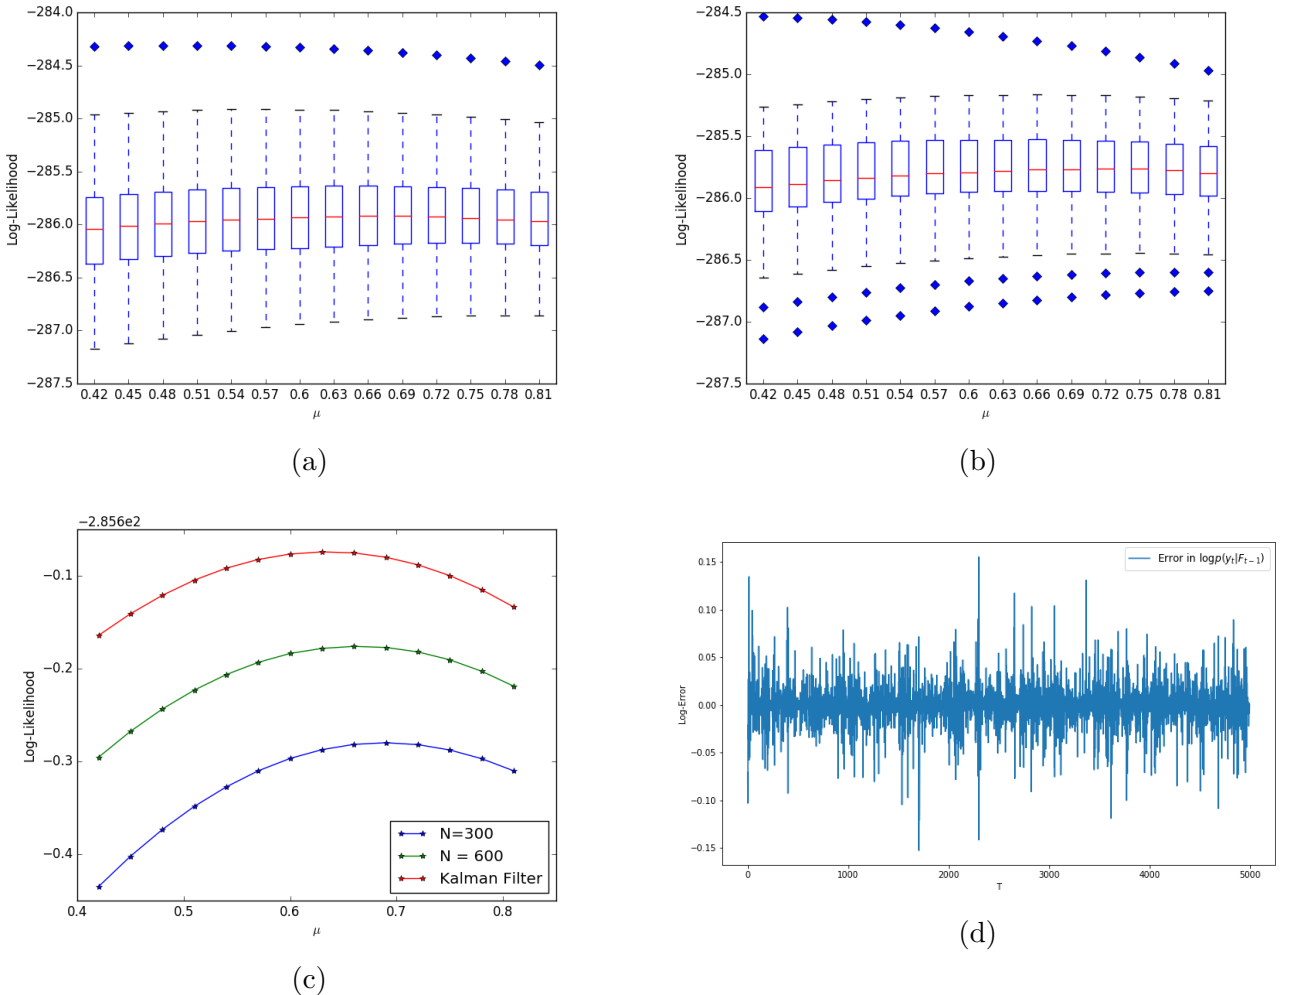 −284.0
−284.5
−285.0
−285.5
−286.0
−286.5
−287.0
−287.5
Log-Likelihood
0.42 0.45 0.48 0.51 0.54 0.57 0.6 0.63 0.66 0.69 0.72 0.75 0.78 0.81
μ
(a)
−284.5
−285.0
−285.5
−286.0
−286.5
−287.0
−287.5
Log-Likelihood
0.42 0.45 0.48 0.51 0.54 0.57 0.6 0.63 0.66 0.69 0.72 0.75 0.78 0.81
μ
(b)
−2.856e2
−0.1
−0.2
−0.3
−0.4
Log-Likelihood
N=300
N = 600
Kalman Filter
0.4 0.5 0.6 0.7 0.8
μ
(c)
0.15
0.10
0.05
0.00
−0.05
−0.10
−0.15
Log-Error
Error in logp(y_t|F_{t−1})
0 1000 2000 3000 4000 5000
T
(d)